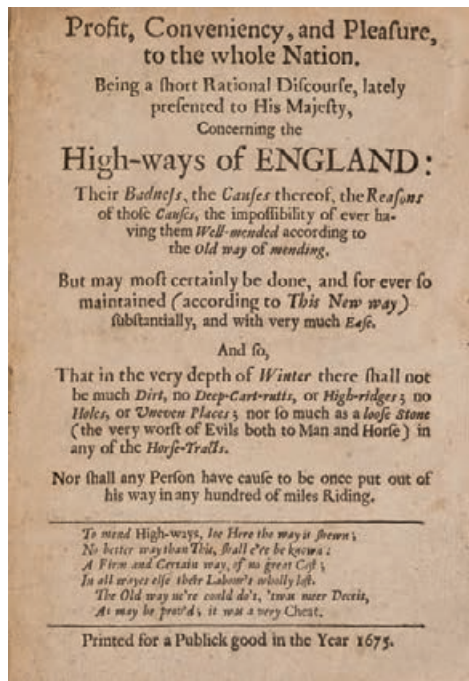 Profit, Conveniency, and Pleaſure,
to the whole Nation.
Being a ſhort Rational Diſcourſe, lately
preſented to His Majeſty,
Concerning the
High-ways of ENGLAND:
Their Badneſs, the Cauſes thereof, the Reaſons
of thoſe Cauſes, the impoſſibility of ever ha-
ving them Well-mended according to
the Old way of mending.
But may moſt certainly be done, and for ever ſo
maintained (according to This New way)
ſubſtantially, and with very much Eaſe.
And ſo,
That in the very depth of Winter there ſhall not
be much Dirt, no Deep-Cart-rutts, or High-ridges; no
Holes, or Uneven Places; nor ſo much as a looſe Stone
(the very worſt of Evils both to Man and Horſe) in
any of the Horſe-Tracts.
Nor ſhall any Perſon have cauſe to be once put out of
his way in any hundred of miles Riding.
To mend High-ways, loe Here the way is ſhewn;
No better way than This, ſhall e're be known:
A Firm and Certain way, of no great Coſt;
In all wayes elſe their Labour's wholly loſt.
The Old way ne're could do't, 'twas meer Deceit,
As may be prov'd; it was a very Cheat.
Printed for a Publick good in the Year 1675.